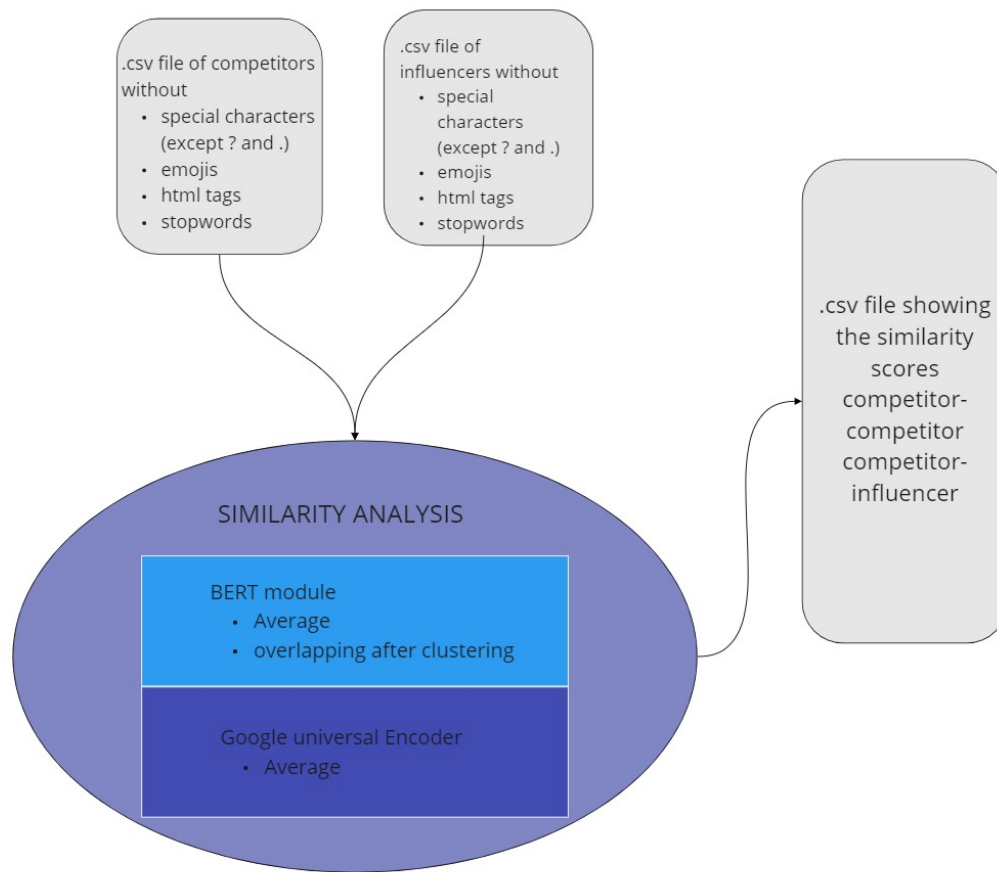 .csv file of competitors
without
• special characters
(except ? and .)
• emojis
• html tags
• stopwords
.csv file of
influencers without
• special
characters
(except ? and .)
• emojis
• html tags
• stopwords
.csv file showing
the similarity
scores
competitor-
competitor
competitor-
influencer
SIMILARITY ANALYSIS
BERT module
• Average
• overlapping after clustering
Google universal Encoder
• Average